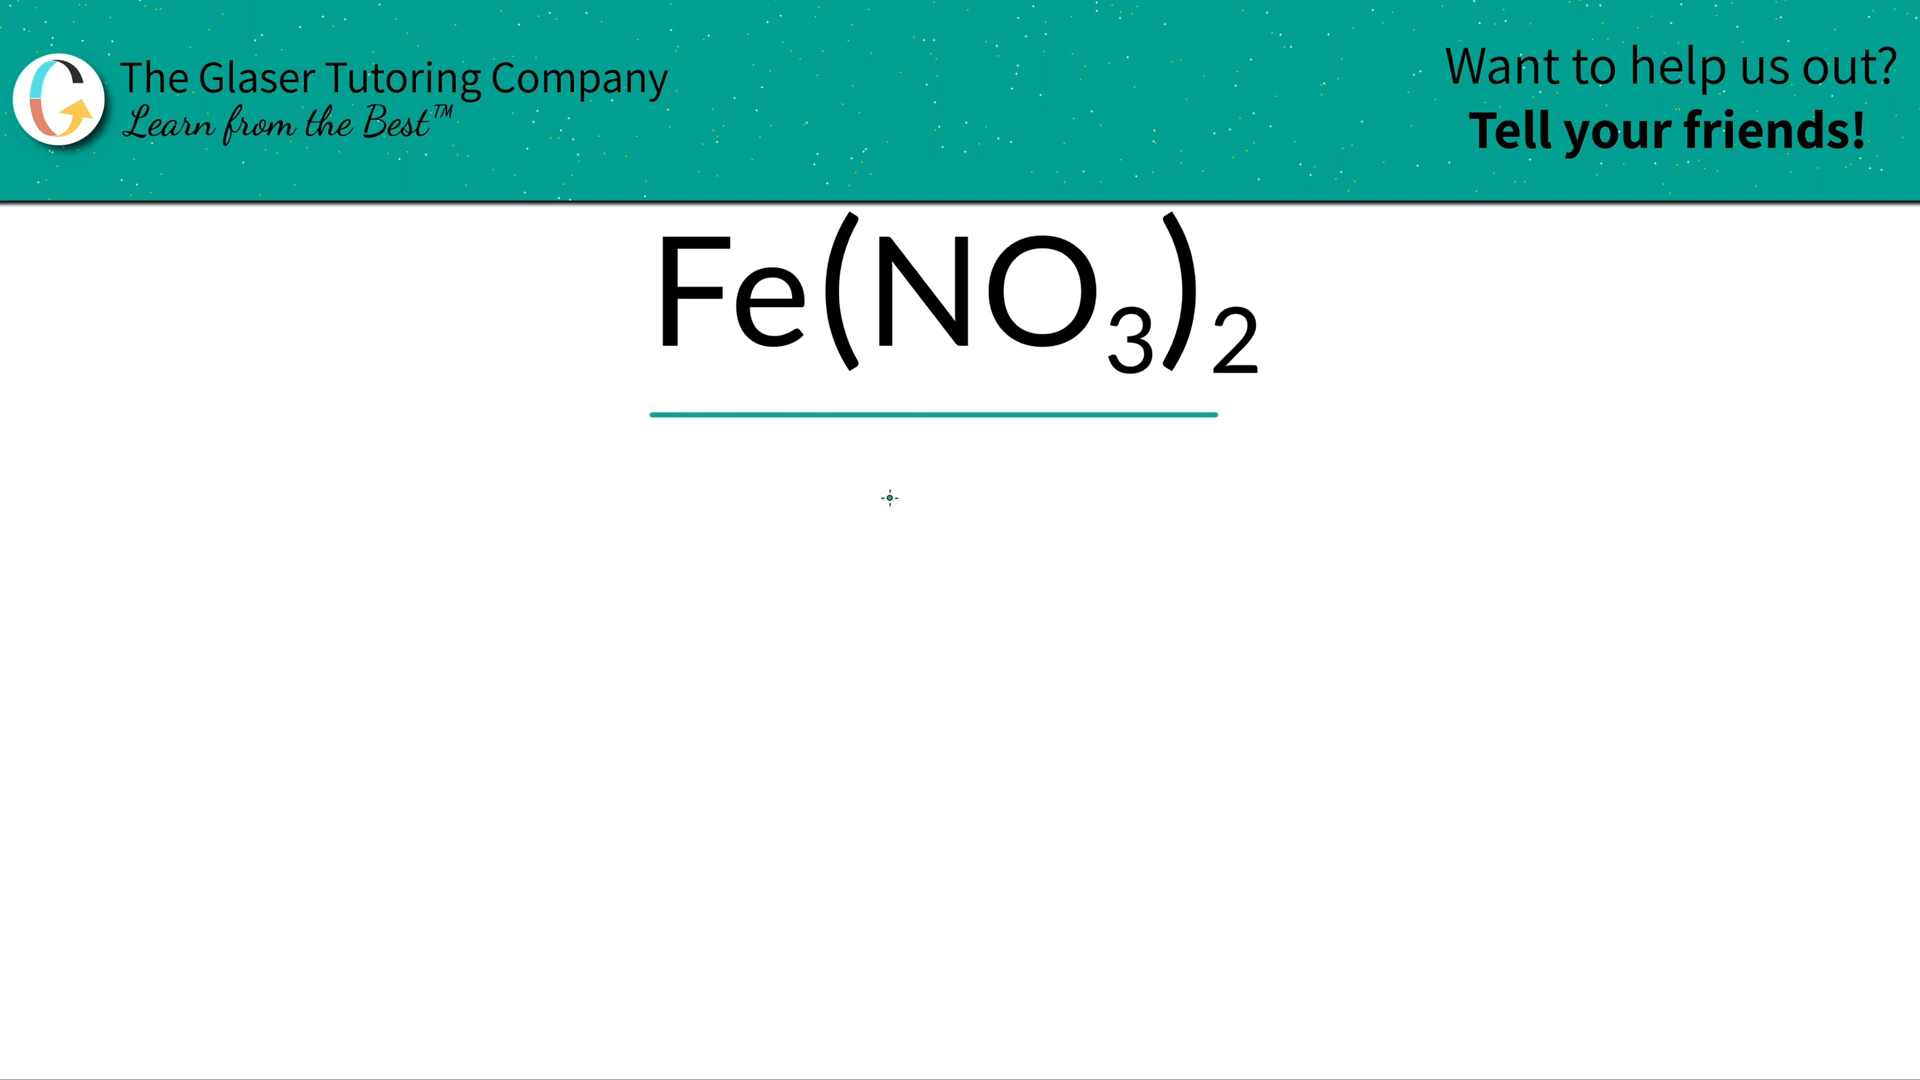 The Glaser Tutoring Company
Learn from the Best™
Want to help us out?
Tell your friends!
Fe(NO₃)₂